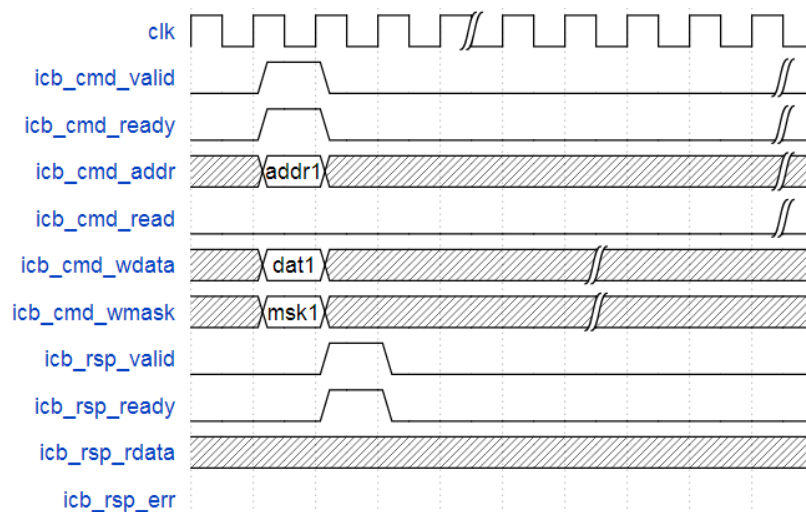 clk
icb_cmd_valid
icb_cmd_ready
icb_cmd_addr addr1
icb_cmd_read
icb_cmd_wdata dat1
icb_cmd_wmask msk1
icb_rsp_valid
icb_rsp_ready
icb_rsp_rdata
icb_rsp_err